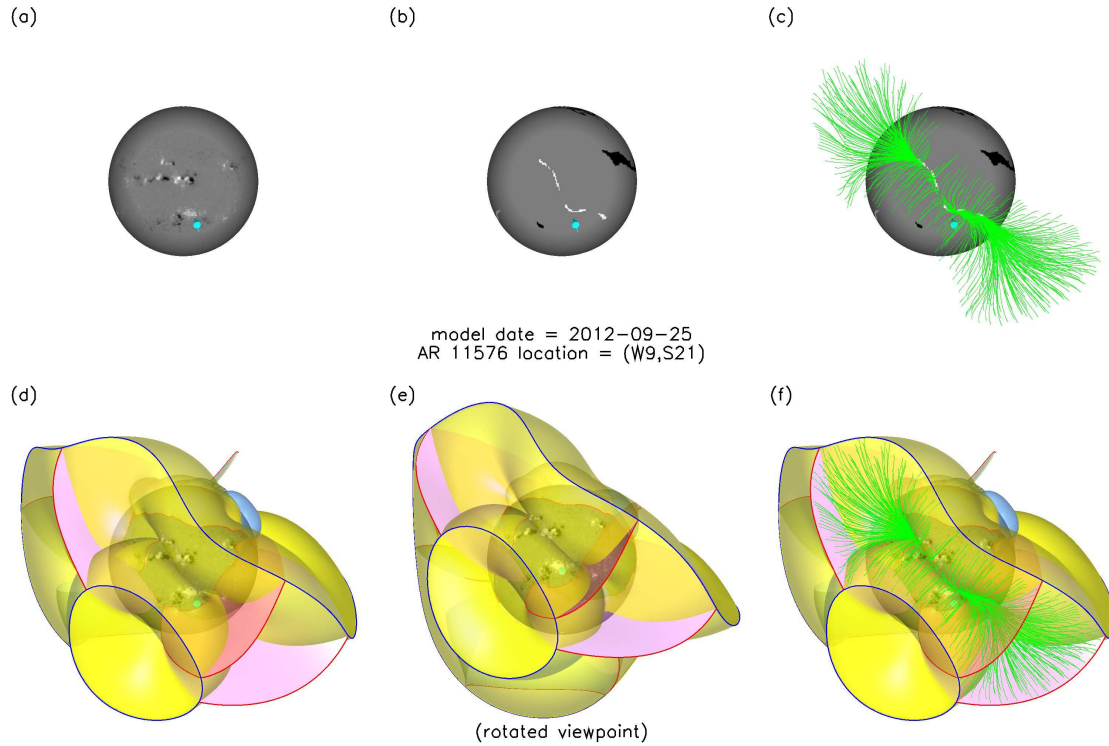 (a)
(b)
(c)
model date = 2012-09-25
AR 11576 location = (W9,S21)
(d)
(e)
(f)
(rotated viewpoint)